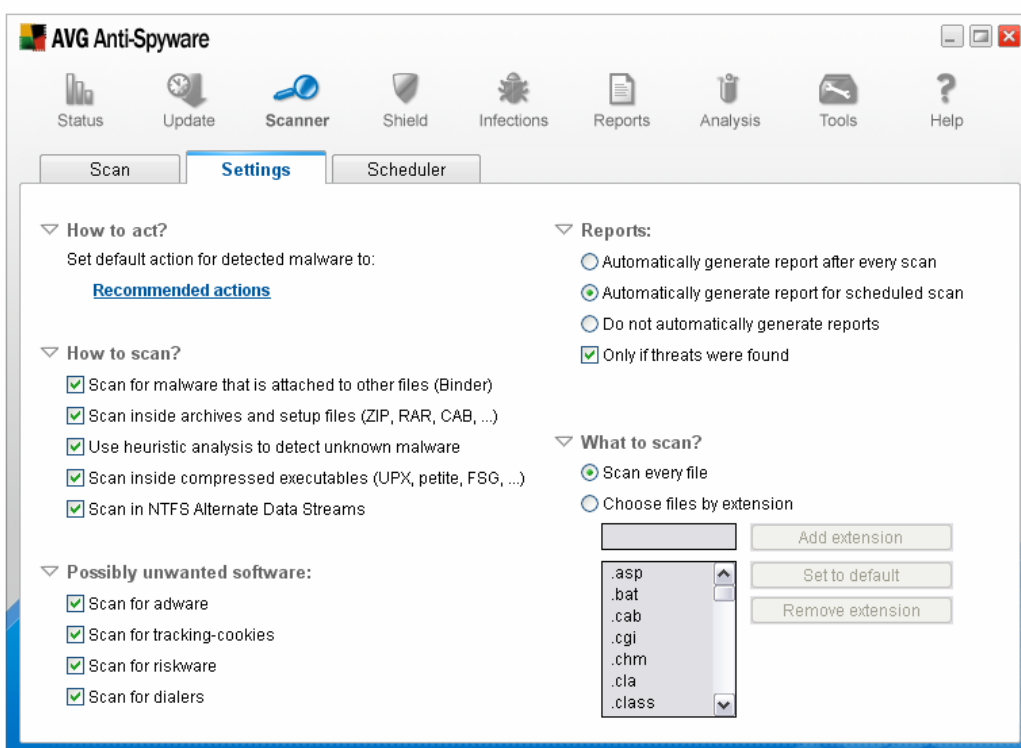 AVG Anti-Spyware
Status Update Scanner Shield Infections Reports Analysis Tools Help
Scan Settings Scheduler
How to act?
Set default action for detected malware to:
Recommended actions
How to scan?
Scan for malware that is attached to other files (Binder)
Scan inside archives and setup files (ZIP, RAR, CAB, ...)
Use heuristic analysis to detect unknown malware
Scan inside compressed executables (UPX, petite, FSG, ...)
Scan in NTFS Alternate Data Streams
Possibly unwanted software:
Scan for adware
Scan for tracking-cookies
Scan for riskware
Scan for dialers
Reports:
Automatically generate report after every scan
Automatically generate report for scheduled scan
Do not automatically generate reports
Only if threats were found
What to scan?
Scan every file
Choose files by extension
Add extension
Set to default
Remove extension
.asp
.bat
.cab
.cgi
.chm
.cla
.class